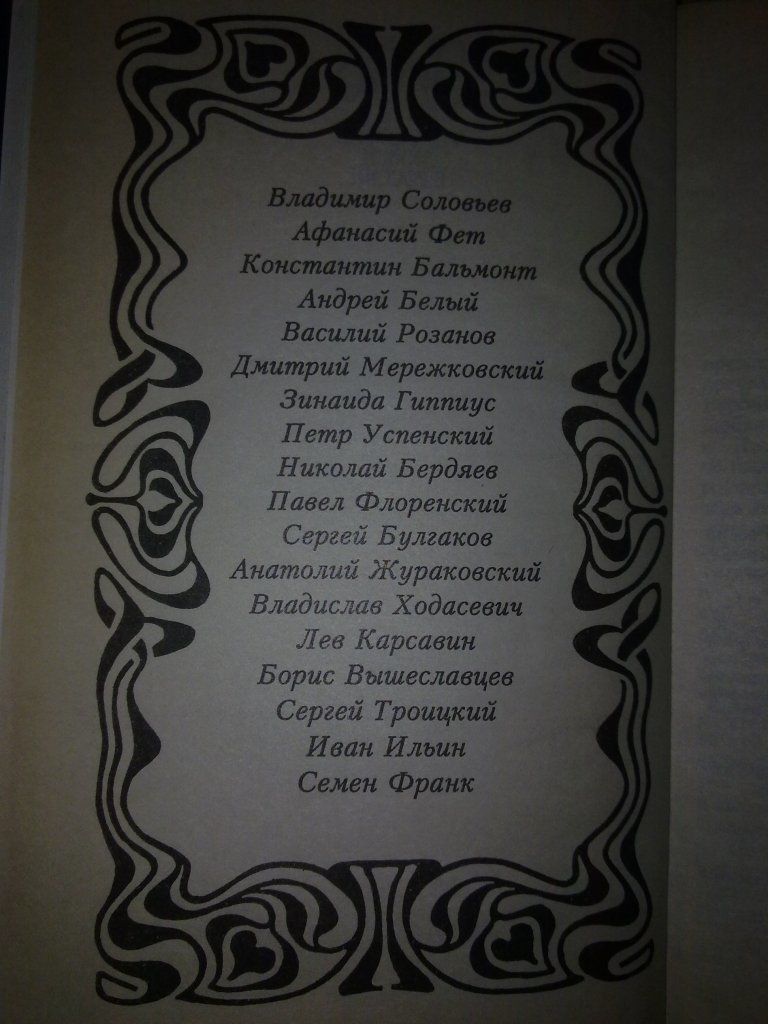 Владимир Соловьев
Афанасий Фет
Константин Бальмонт
Андрей Белый
Василий Розанов
Дмитрий Мережковский
Зинаида Гиппиус
Петр Успенский
Николай Бердяев
Павел Флоренский
Сергей Булгаков
Анатолий Жураковский
Владислав Ходасевич
Лев Карсавин
Борис Вышеславцев
Сергей Троицкий
Иван Ильин
Семен Франк